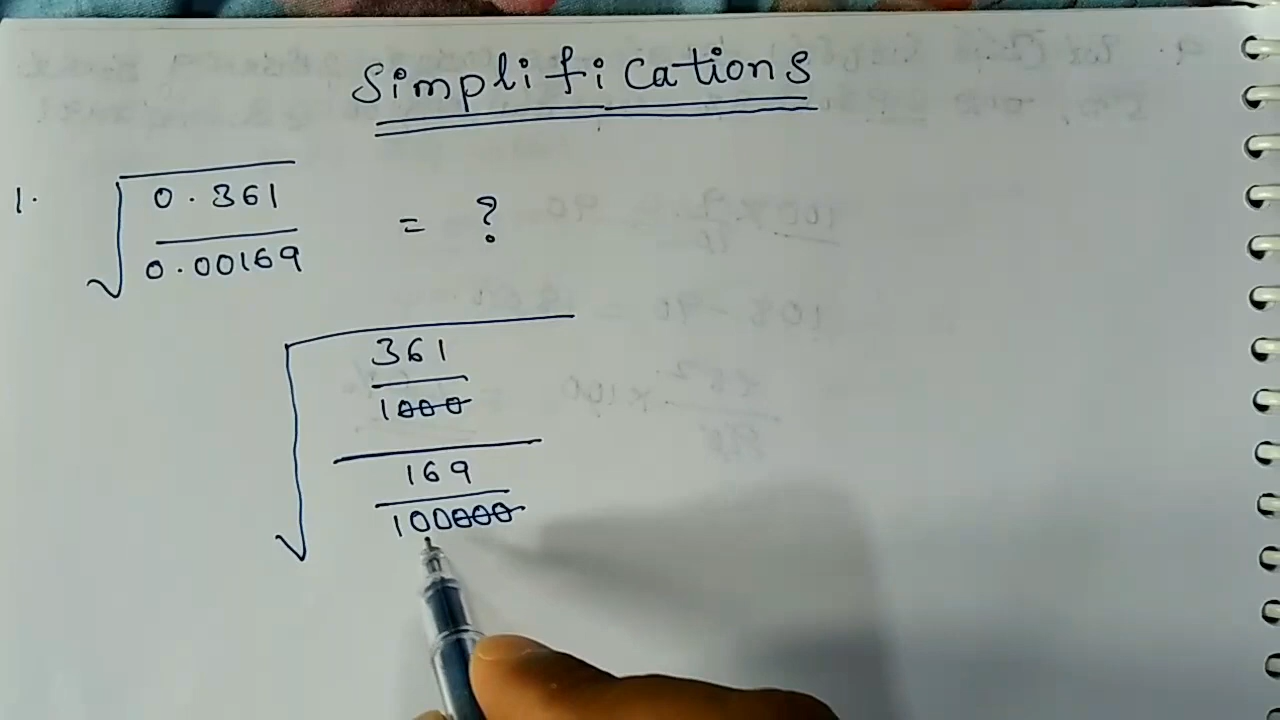 Simplifications
1. √(0.361 / 0.00169) = ?
√((361 / 1000) / (169 / 100000))